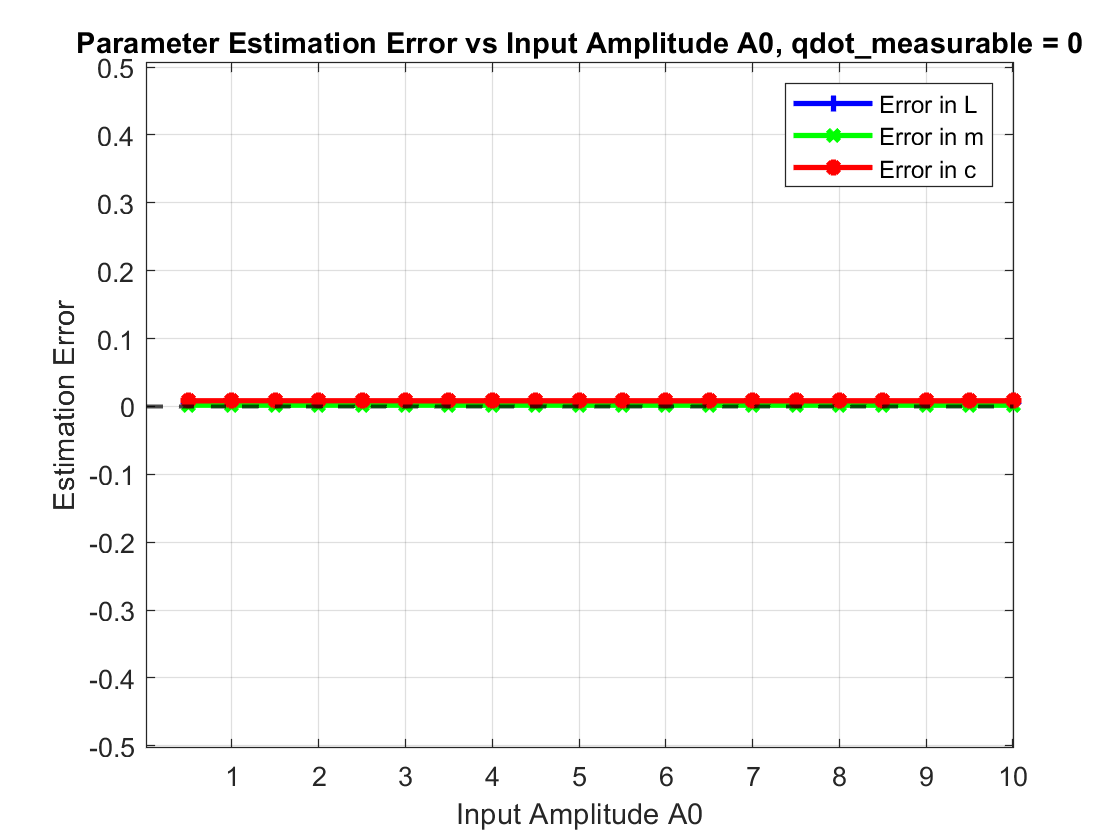 Parameter Estimation Error vs Input Amplitude A0, qdot_measurable = 0
0.5
0.4
0.3
0.2
0.1
0
-0.1
-0.2
-0.3
-0.4
-0.5
Estimation Error
Error in L
Error in m
Error in c
1 2 3 4 5 6 7 8 9 10
Input Amplitude A0